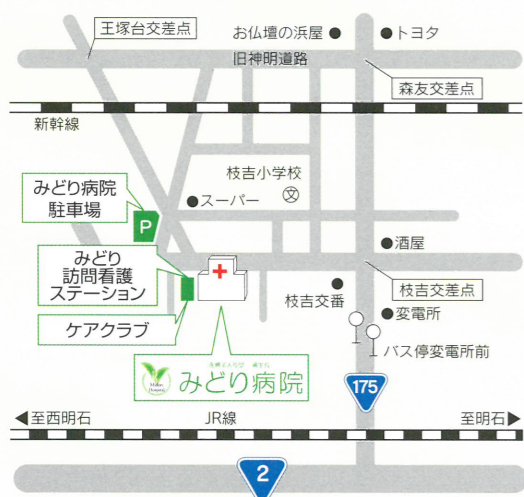 王塚台交差点
お仏壇の浜屋
トヨタ
旧神明道路
森友交差点
新幹線
枝吉小学校
文
みどり病院
駐車場
P
スーパー
酒屋
みどり
訪問看護
ステーション
枝吉交差点
枝吉交番
変電所
ケアクラブ
バス停変電所前
みどり病院
175
至西明石
JR線
至明石
2